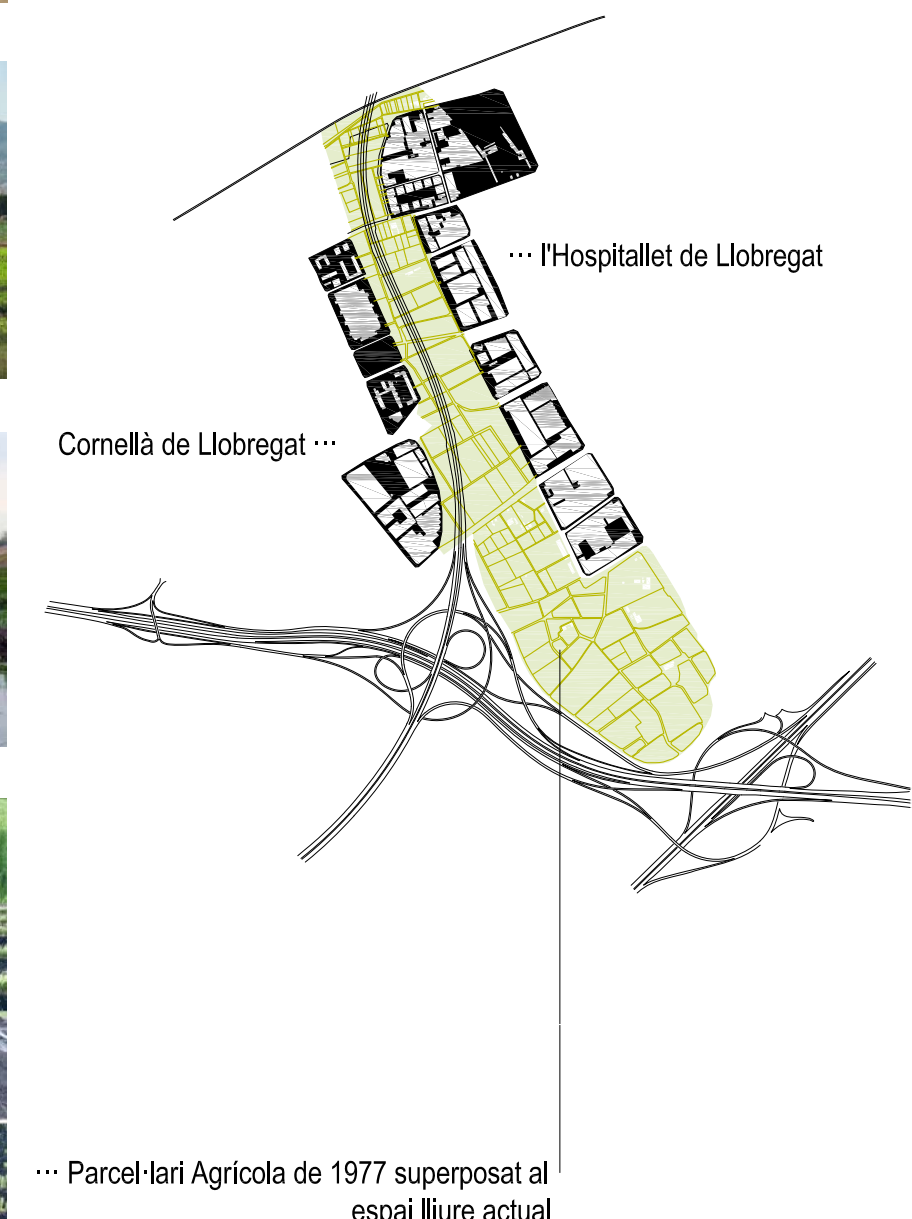 ··· l'Hospitallet de Llobregat
Cornellà de Llobregat ···
··· Parcel·lari Agrícola de 1977 superposat al
espai lliure actual